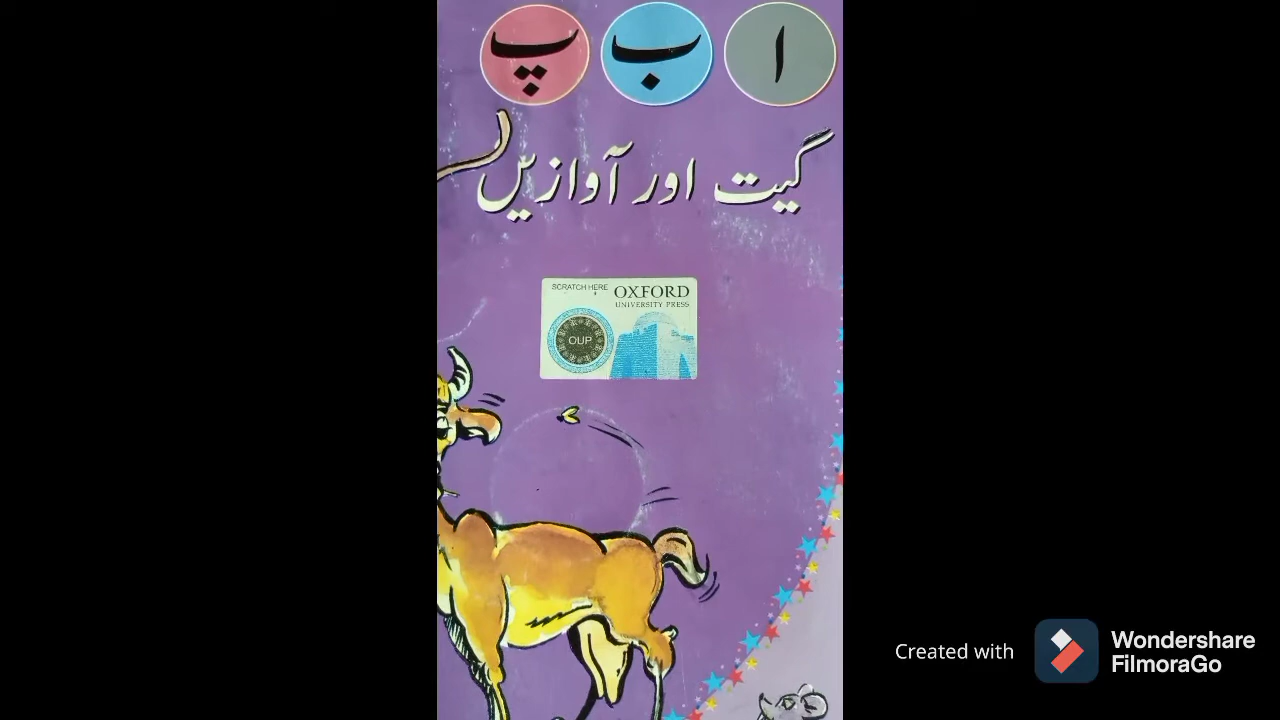 ا ب پ
گیت اور آوازیں
SCRATCH HERE
OXFORD
UNIVERSITY PRESS
OUP
Created with
Wondershare
FilmoraGo